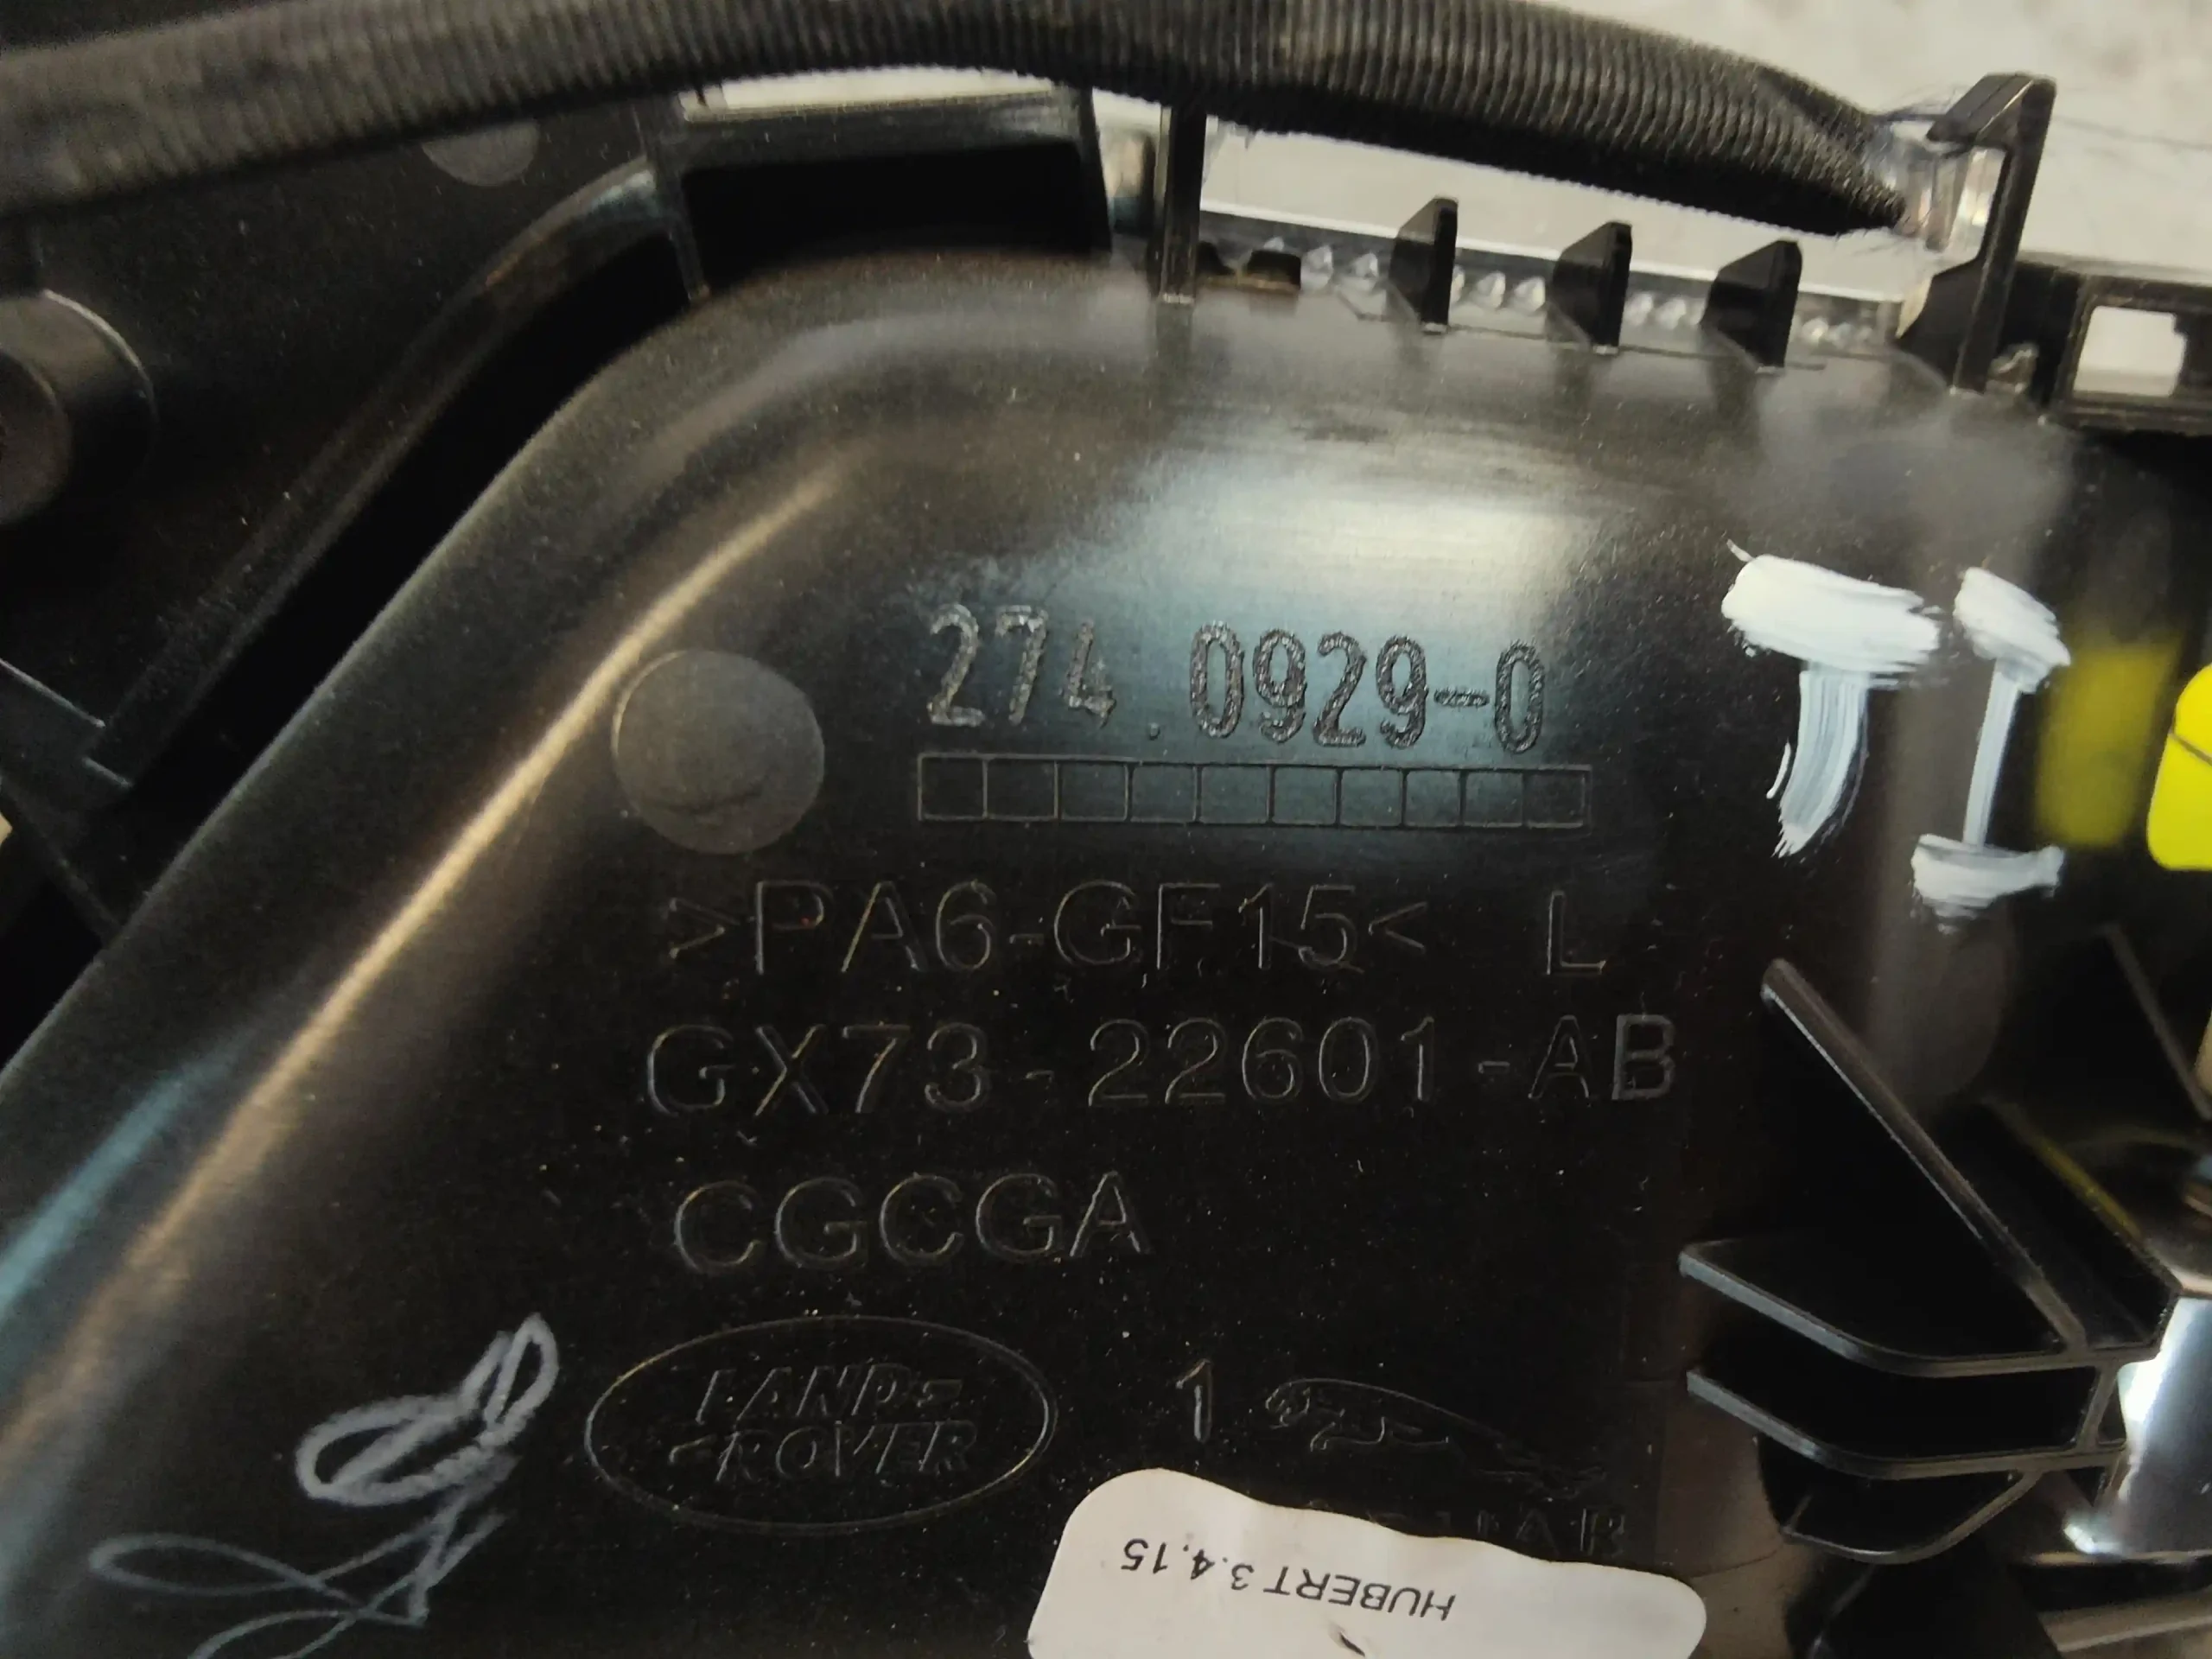 274.0929-0
>PA6-GF15< L
GX73-22601-AB
CGCGA
LAND-
-ROVER
1
HUBERT 3.4.15